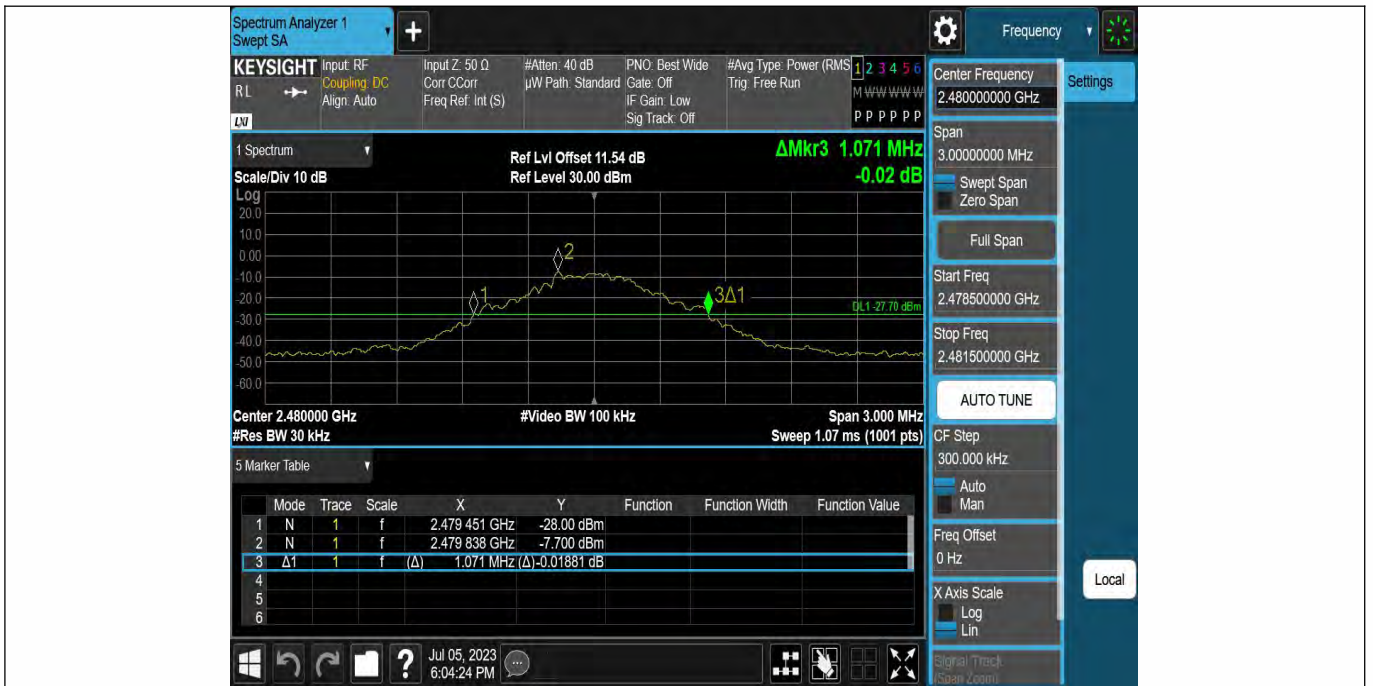 Spectrum Analyzer 1
Swept SA
+
Frequency
KEYSIGHT
RL
LXI
Input: RF
Coupling: DC
Align: Auto
Input Z: 50 Ω
Corr CCorr
Freq Ref: Int (S)
#Atten: 40 dB
µW Path: Standard
PNO: Best Wide
Gate: Off
IF Gain: Low
Sig Track: Off
#Avg Type: Power (RMS
Trig: Free Run
1 2 3 4 5 6
M W W W W W
P P P P P P
1 Spectrum
Scale/Div 10 dB
Ref Lvl Offset 11.54 dB
Ref Level 30.00 dBm
ΔMkr3 1.071 MHz
-0.02 dB
Log
20.0
10.0
0.00
-10.0
-20.0
-30.0
-40.0
-50.0
-60.0
2
1
3Δ1
DL1 -27.70 dBm
Center 2.480000 GHz
#Video BW 100 kHz
Span 3.000 MHz
#Res BW 30 kHz
Sweep 1.07 ms (1001 pts)
5 Marker Table
Mode Trace Scale X Y Function Function Width Function Value
1 N 1 f 2.479 451 GHz -28.00 dBm
2 N 1 f 2.479 838 GHz -7.700 dBm
3 Δ1 1 f (Δ) 1.071 MHz (Δ) -0.01881 dB
4
5
6
Jul 05, 2023
6:04:24 PM
?
Center Frequency
2.480000000 GHz
Settings
Span
3.00000000 MHz
Swept Span
Zero Span
Full Span
Start Freq
2.478500000 GHz
Stop Freq
2.481500000 GHz
AUTO TUNE
CF Step
300.000 kHz
Auto
Man
Freq Offset
0 Hz
X Axis Scale
Log
Lin
Local
Signal Track
(Span Zoom)